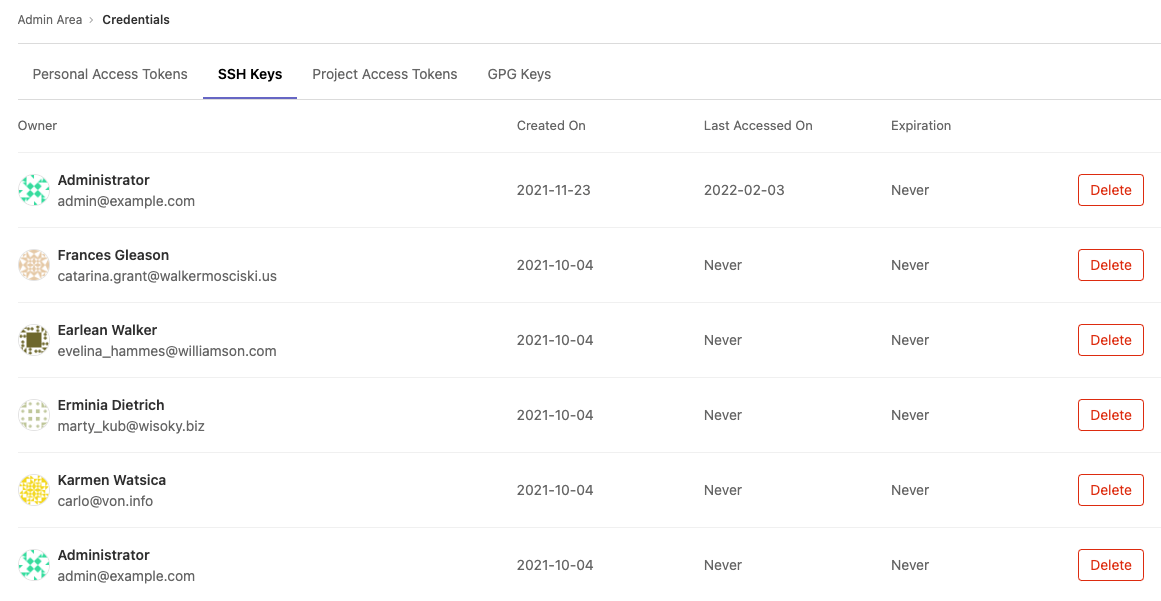 Admin Area › Credentials
Personal Access Tokens SSH Keys Project Access Tokens GPG Keys
Owner Created On Last Accessed On Expiration
Administrator
admin@example.com 2021-11-23 2022-02-03 Never Delete
Frances Gleason
catarina.grant@walkermosciski.us 2021-10-04 Never Never Delete
Earlean Walker
evelina_hammes@williamson.com 2021-10-04 Never Never Delete
Erminia Dietrich
marty_kub@wisoky.biz 2021-10-04 Never Never Delete
Karmen Watsica
carlo@von.info 2021-10-04 Never Never Delete
Administrator
admin@example.com 2021-10-04 Never Never Delete